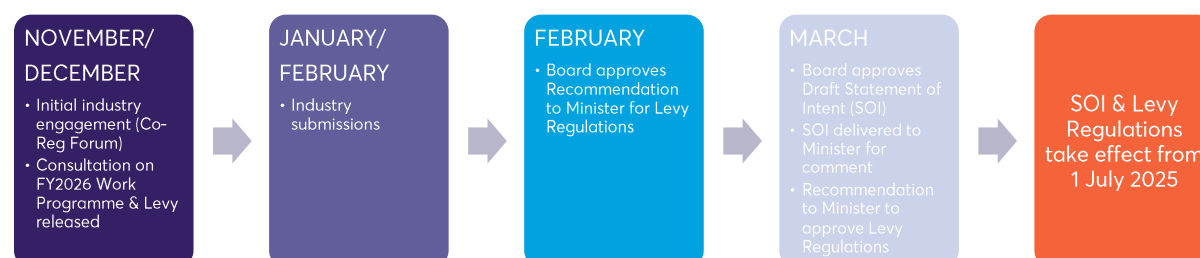 NOVEMBER/
DECEMBER
• Initial industry
engagement (Co-
Reg Forum)
• Consultation on
FY2026 Work
Programme & Levy
released
JANUARY/
FEBRUARY
• Industry
submissions
FEBRUARY
• Board approves
Recommendation
to Minister for Levy
Regulations
MARCH
• Board approves
Draft Statement of
Intent (SOI)
• SOI delivered to
Minister for
comment
• Recommendation
to Minister to
approve Levy
Regulations
SOI & Levy
Regulations
take effect from
1 July 2025